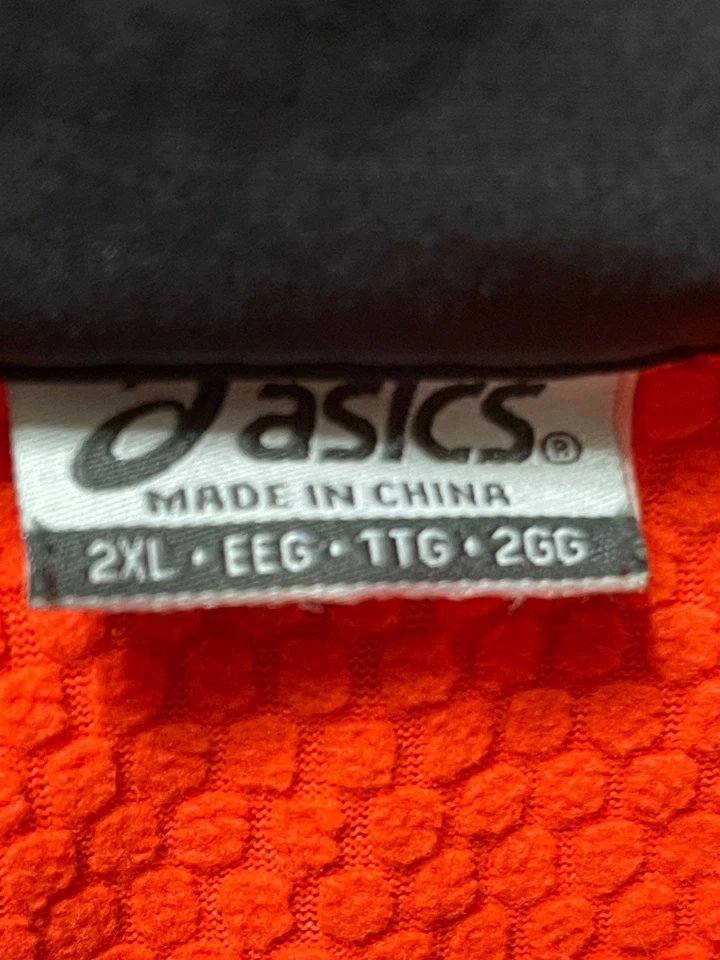 asics®
MADE IN CHINA
2XL • EEG • 1TG • 2GG